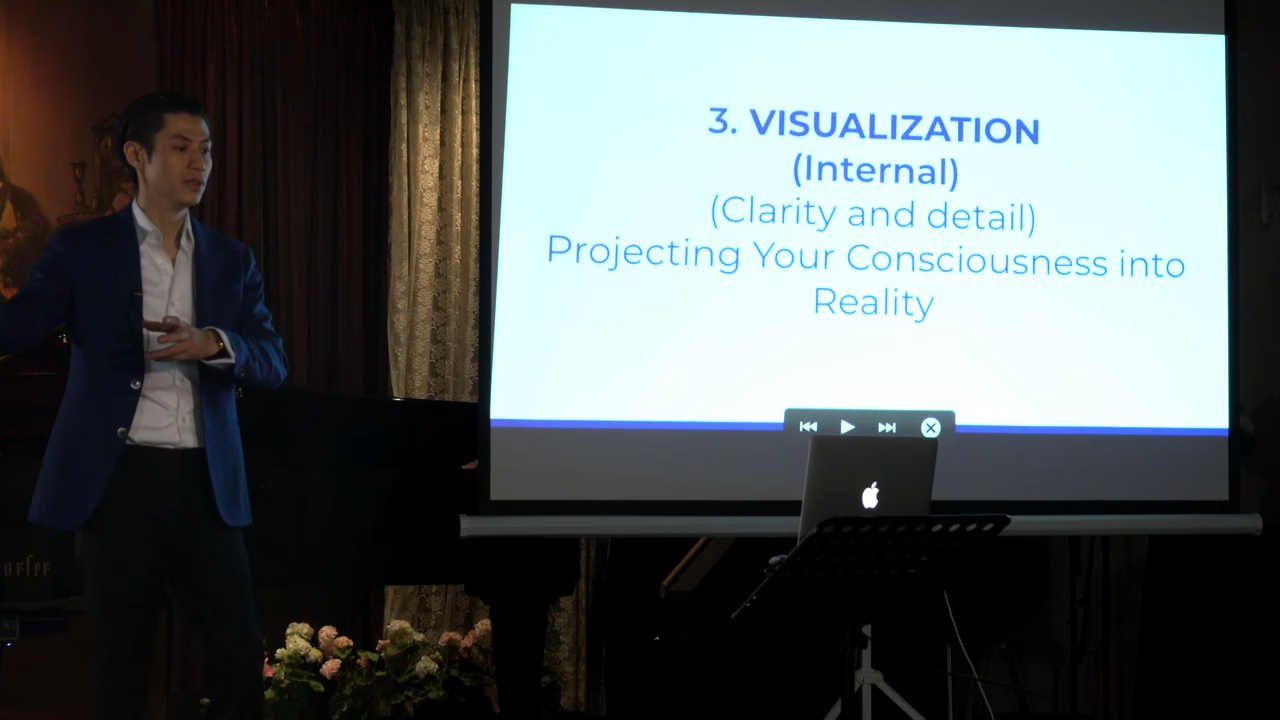 3. VISUALIZATION
(Internal)
(Clarity and detail)
Projecting Your Consciousness into
Reality